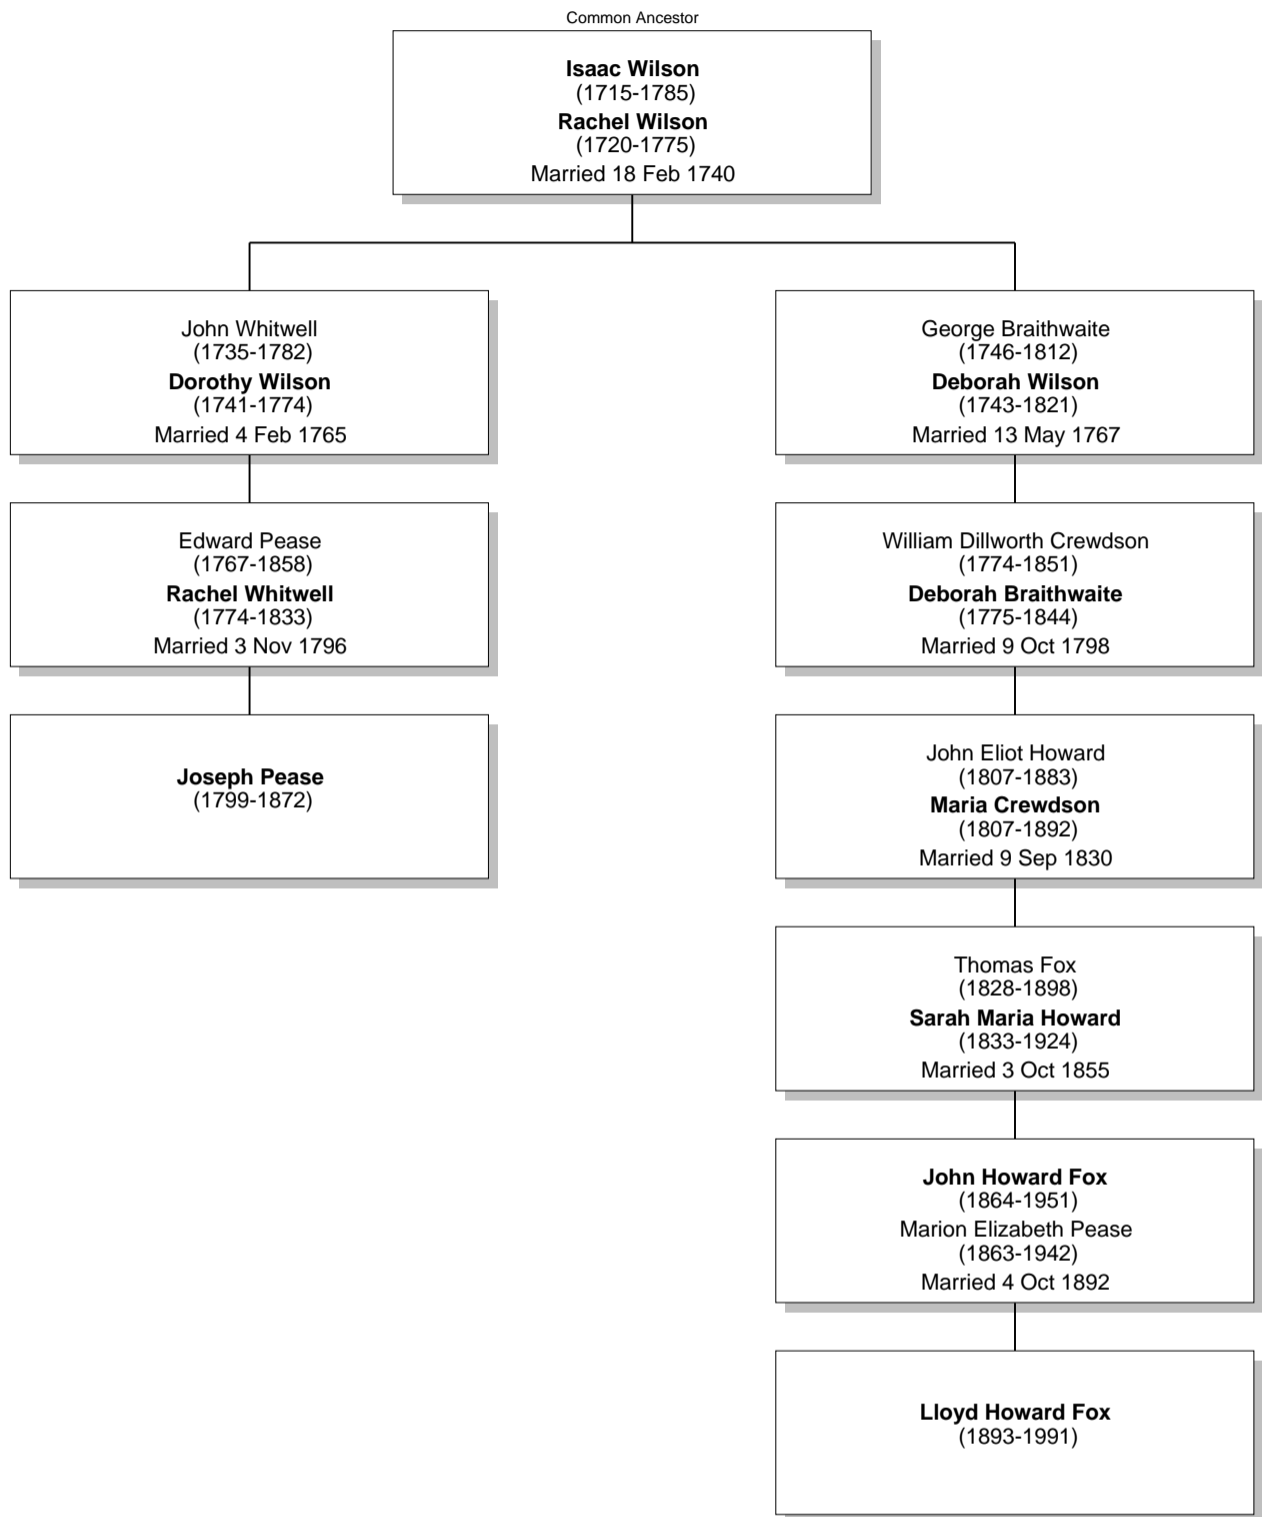 Common Ancestor
Isaac Wilson
(1715-1785)
Rachel Wilson
(1720-1775)
Married 18 Feb 1740
John Whitwell
(1735-1782)
Dorothy Wilson
(1741-1774)
Married 4 Feb 1765
George Braithwaite
(1746-1812)
Deborah Wilson
(1743-1821)
Married 13 May 1767
Edward Pease
(1767-1858)
Rachel Whitwell
(1774-1833)
Married 3 Nov 1796
William Dillworth Crewdson
(1774-1851)
Deborah Braithwaite
(1775-1844)
Married 9 Oct 1798
Joseph Pease
(1799-1872)
John Eliot Howard
(1807-1883)
Maria Crewdson
(1807-1892)
Married 9 Sep 1830
Thomas Fox
(1828-1898)
Sarah Maria Howard
(1833-1924)
Married 3 Oct 1855
John Howard Fox
(1864-1951)
Marion Elizabeth Pease
(1863-1942)
Married 4 Oct 1892
Lloyd Howard Fox
(1893-1991)